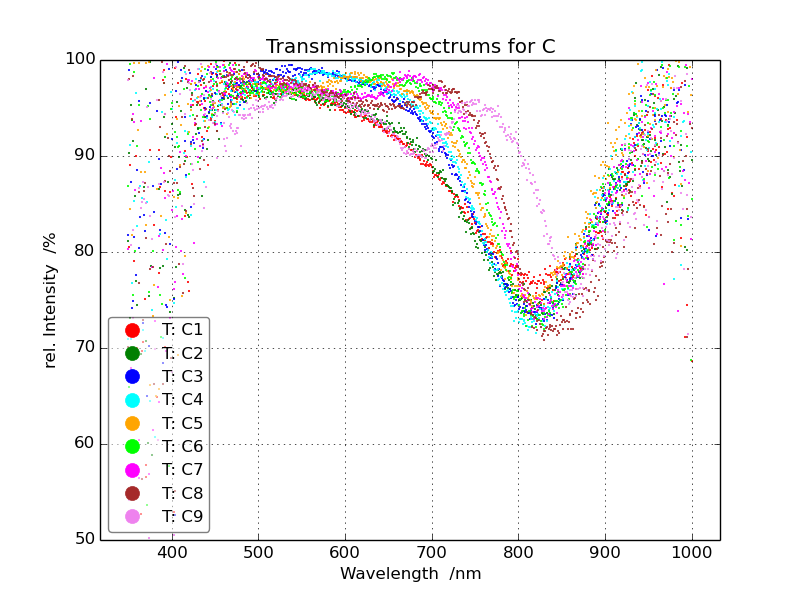 Transmissionspectrums for C
100
90
80
70
60
50
rel. Intensity /%
T: C1
T: C2
T: C3
T: C4
T: C5
T: C6
T: C7
T: C8
T: C9
400 500 600 700 800 900 1000
Wavelength /nm